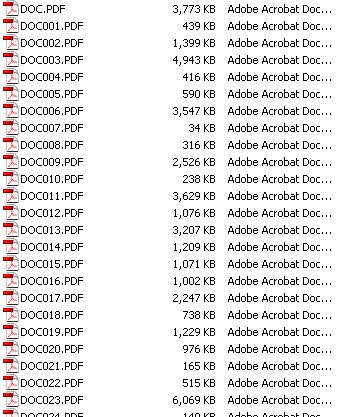 DOC.PDF 3,773 KB Adobe Acrobat Doc...
DOC001.PDF 439 KB Adobe Acrobat Doc...
DOC002.PDF 1,399 KB Adobe Acrobat Doc...
DOC003.PDF 4,943 KB Adobe Acrobat Doc...
DOC004.PDF 416 KB Adobe Acrobat Doc...
DOC005.PDF 590 KB Adobe Acrobat Doc...
DOC006.PDF 3,547 KB Adobe Acrobat Doc...
DOC007.PDF 34 KB Adobe Acrobat Doc...
DOC008.PDF 316 KB Adobe Acrobat Doc...
DOC009.PDF 2,526 KB Adobe Acrobat Doc...
DOC010.PDF 238 KB Adobe Acrobat Doc...
DOC011.PDF 3,629 KB Adobe Acrobat Doc...
DOC012.PDF 1,076 KB Adobe Acrobat Doc...
DOC013.PDF 3,207 KB Adobe Acrobat Doc...
DOC014.PDF 1,209 KB Adobe Acrobat Doc...
DOC015.PDF 1,071 KB Adobe Acrobat Doc...
DOC016.PDF 1,002 KB Adobe Acrobat Doc...
DOC017.PDF 2,247 KB Adobe Acrobat Doc...
DOC018.PDF 738 KB Adobe Acrobat Doc...
DOC019.PDF 1,229 KB Adobe Acrobat Doc...
DOC020.PDF 976 KB Adobe Acrobat Doc...
DOC021.PDF 165 KB Adobe Acrobat Doc...
DOC022.PDF 515 KB Adobe Acrobat Doc...
DOC023.PDF 6,069 KB Adobe Acrobat Doc...
DOC024.PDF KB Adobe Acrobat Doc...